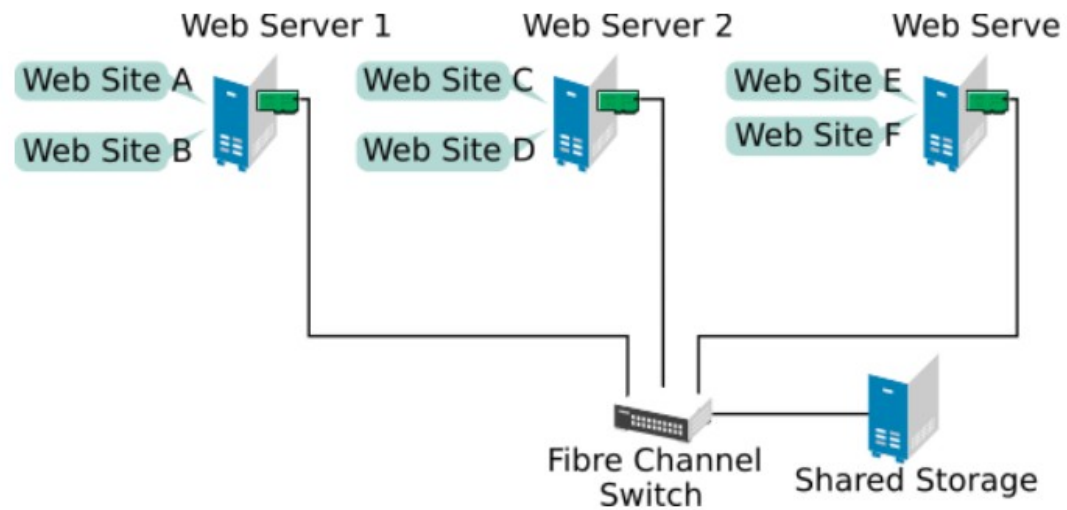 Web Server 1
Web Server 2
Web Serve
Web Site A
Web Site C
Web Site E
Web Site B
Web Site D
Web Site F
Fibre Channel
Switch
Shared Storage